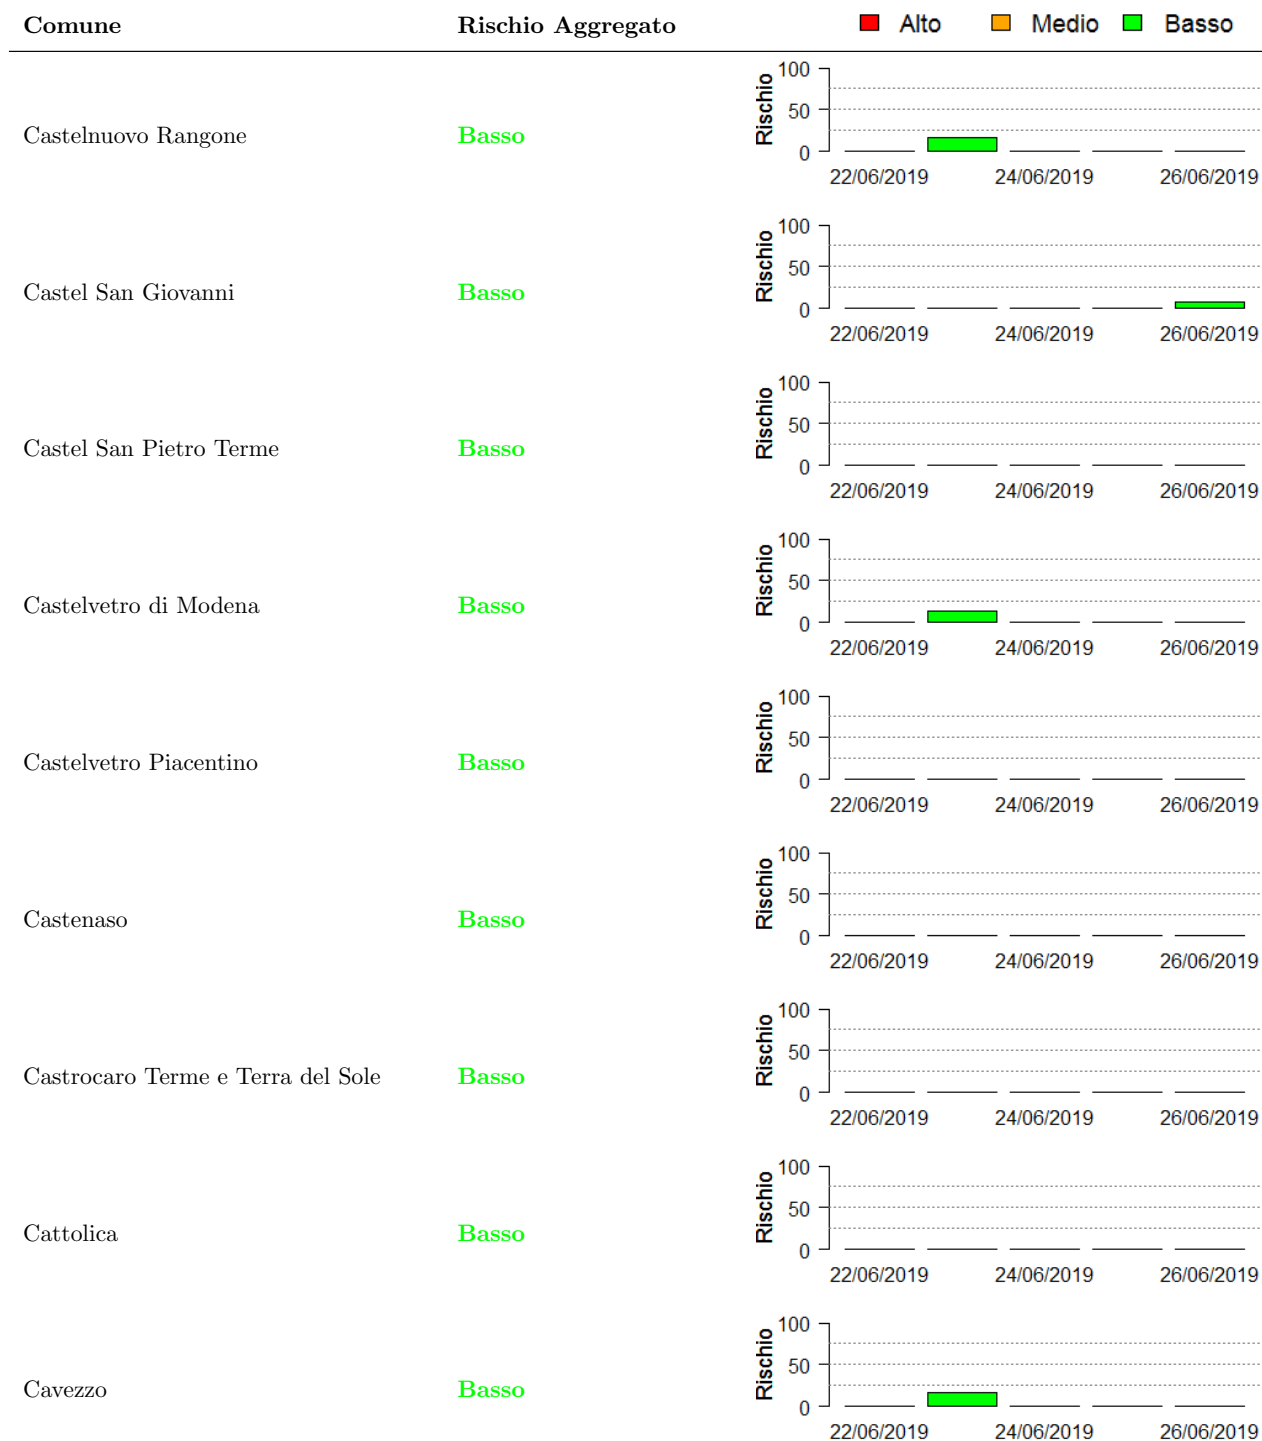 Comune Rischio Aggregato Alto Medio Basso
Castelnuovo Rangone Basso Rischio 100 50 0
22/06/2019 24/06/2019 26/06/2019
Castel San Giovanni Basso Rischio 100 50 0
22/06/2019 24/06/2019 26/06/2019
Castel San Pietro Terme Basso Rischio 100 50 0
22/06/2019 24/06/2019 26/06/2019
Castelvetro di Modena Basso Rischio 100 50 0
22/06/2019 24/06/2019 26/06/2019
Castelvetro Piacentino Basso Rischio 100 50 0
22/06/2019 24/06/2019 26/06/2019
Castenaso Basso Rischio 100 50 0
22/06/2019 24/06/2019 26/06/2019
Castrocaro Terme e Terra del Sole Basso Rischio 100 50 0
22/06/2019 24/06/2019 26/06/2019
Cattolica Basso Rischio 100 50 0
22/06/2019 24/06/2019 26/06/2019
Cavezzo Basso Rischio 100 50 0
22/06/2019 24/06/2019 26/06/2019